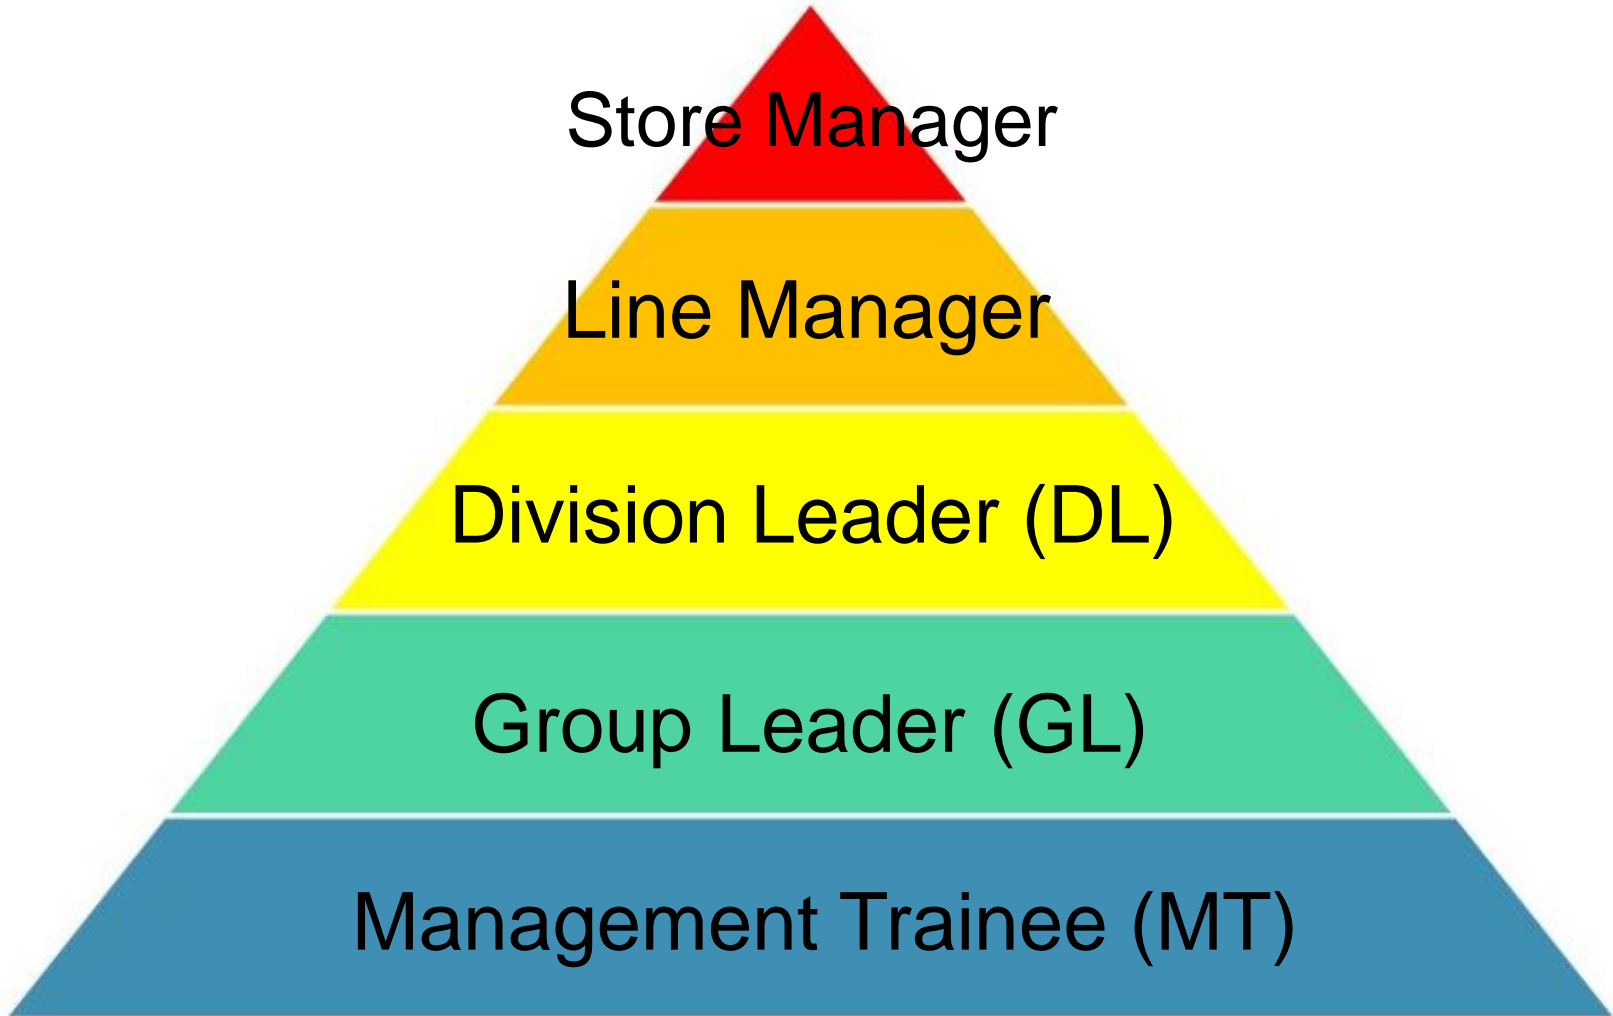 Store Manager
Line Manager
Division Leader (DL)
Group Leader (GL)
Management Trainee (MT)